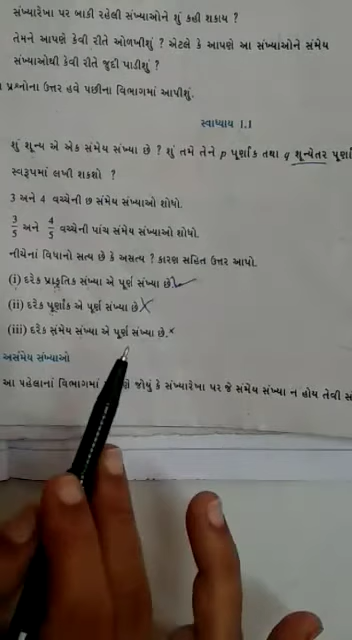 સંખ્યારેખા પર બાકી રહેલી સંખ્યાઓને શું કહી શકાય ?
તેમને આપણે કેવી રીતે ઓળખીશું ? એટલે કે આપણે આ સંખ્યાઓને સંમેય
સંખ્યાઓથી કેવી રીતે જુદી પાડીશું ?
પ્રશ્નોના ઉત્તર હવે પછીના વિભાગમાં આપીશું.
સ્વાધ્યાય 1.1
શું શૂન્ય એ એક સંમેય સંખ્યા છે ? શું તમે તેને p પૂર્ણાંક તથા q શૂન્યેતર
સ્વરૂપમાં લખી શકશો ?
3 અને 4 વચ્ચેની છ સંમેય સંખ્યાઓ શોધો.
3/5 અને 4/5 વચ્ચેની પાંચ સંમેય સંખ્યાઓ શોધો.
નીચેનાં વિધાનો સત્ય છે કે અસત્ય ? કારણ સહિત ઉત્તર આપો.
(i) દરેક પ્રાકૃતિક સંખ્યા એ પૂર્ણ સંખ્યા છે.
(ii) દરેક પૂર્ણાંક એ પૂર્ણ સંખ્યા છે.
(iii) દરેક સંમેય સંખ્યા એ પૂર્ણ સંખ્યા છે.
અસંમેય સંખ્યાઓ
આ પહેલાનાં વિભાગમાં જોયું કે સંખ્યારેખા પર જે સંમેય સંખ્યા ન હોય તેવી